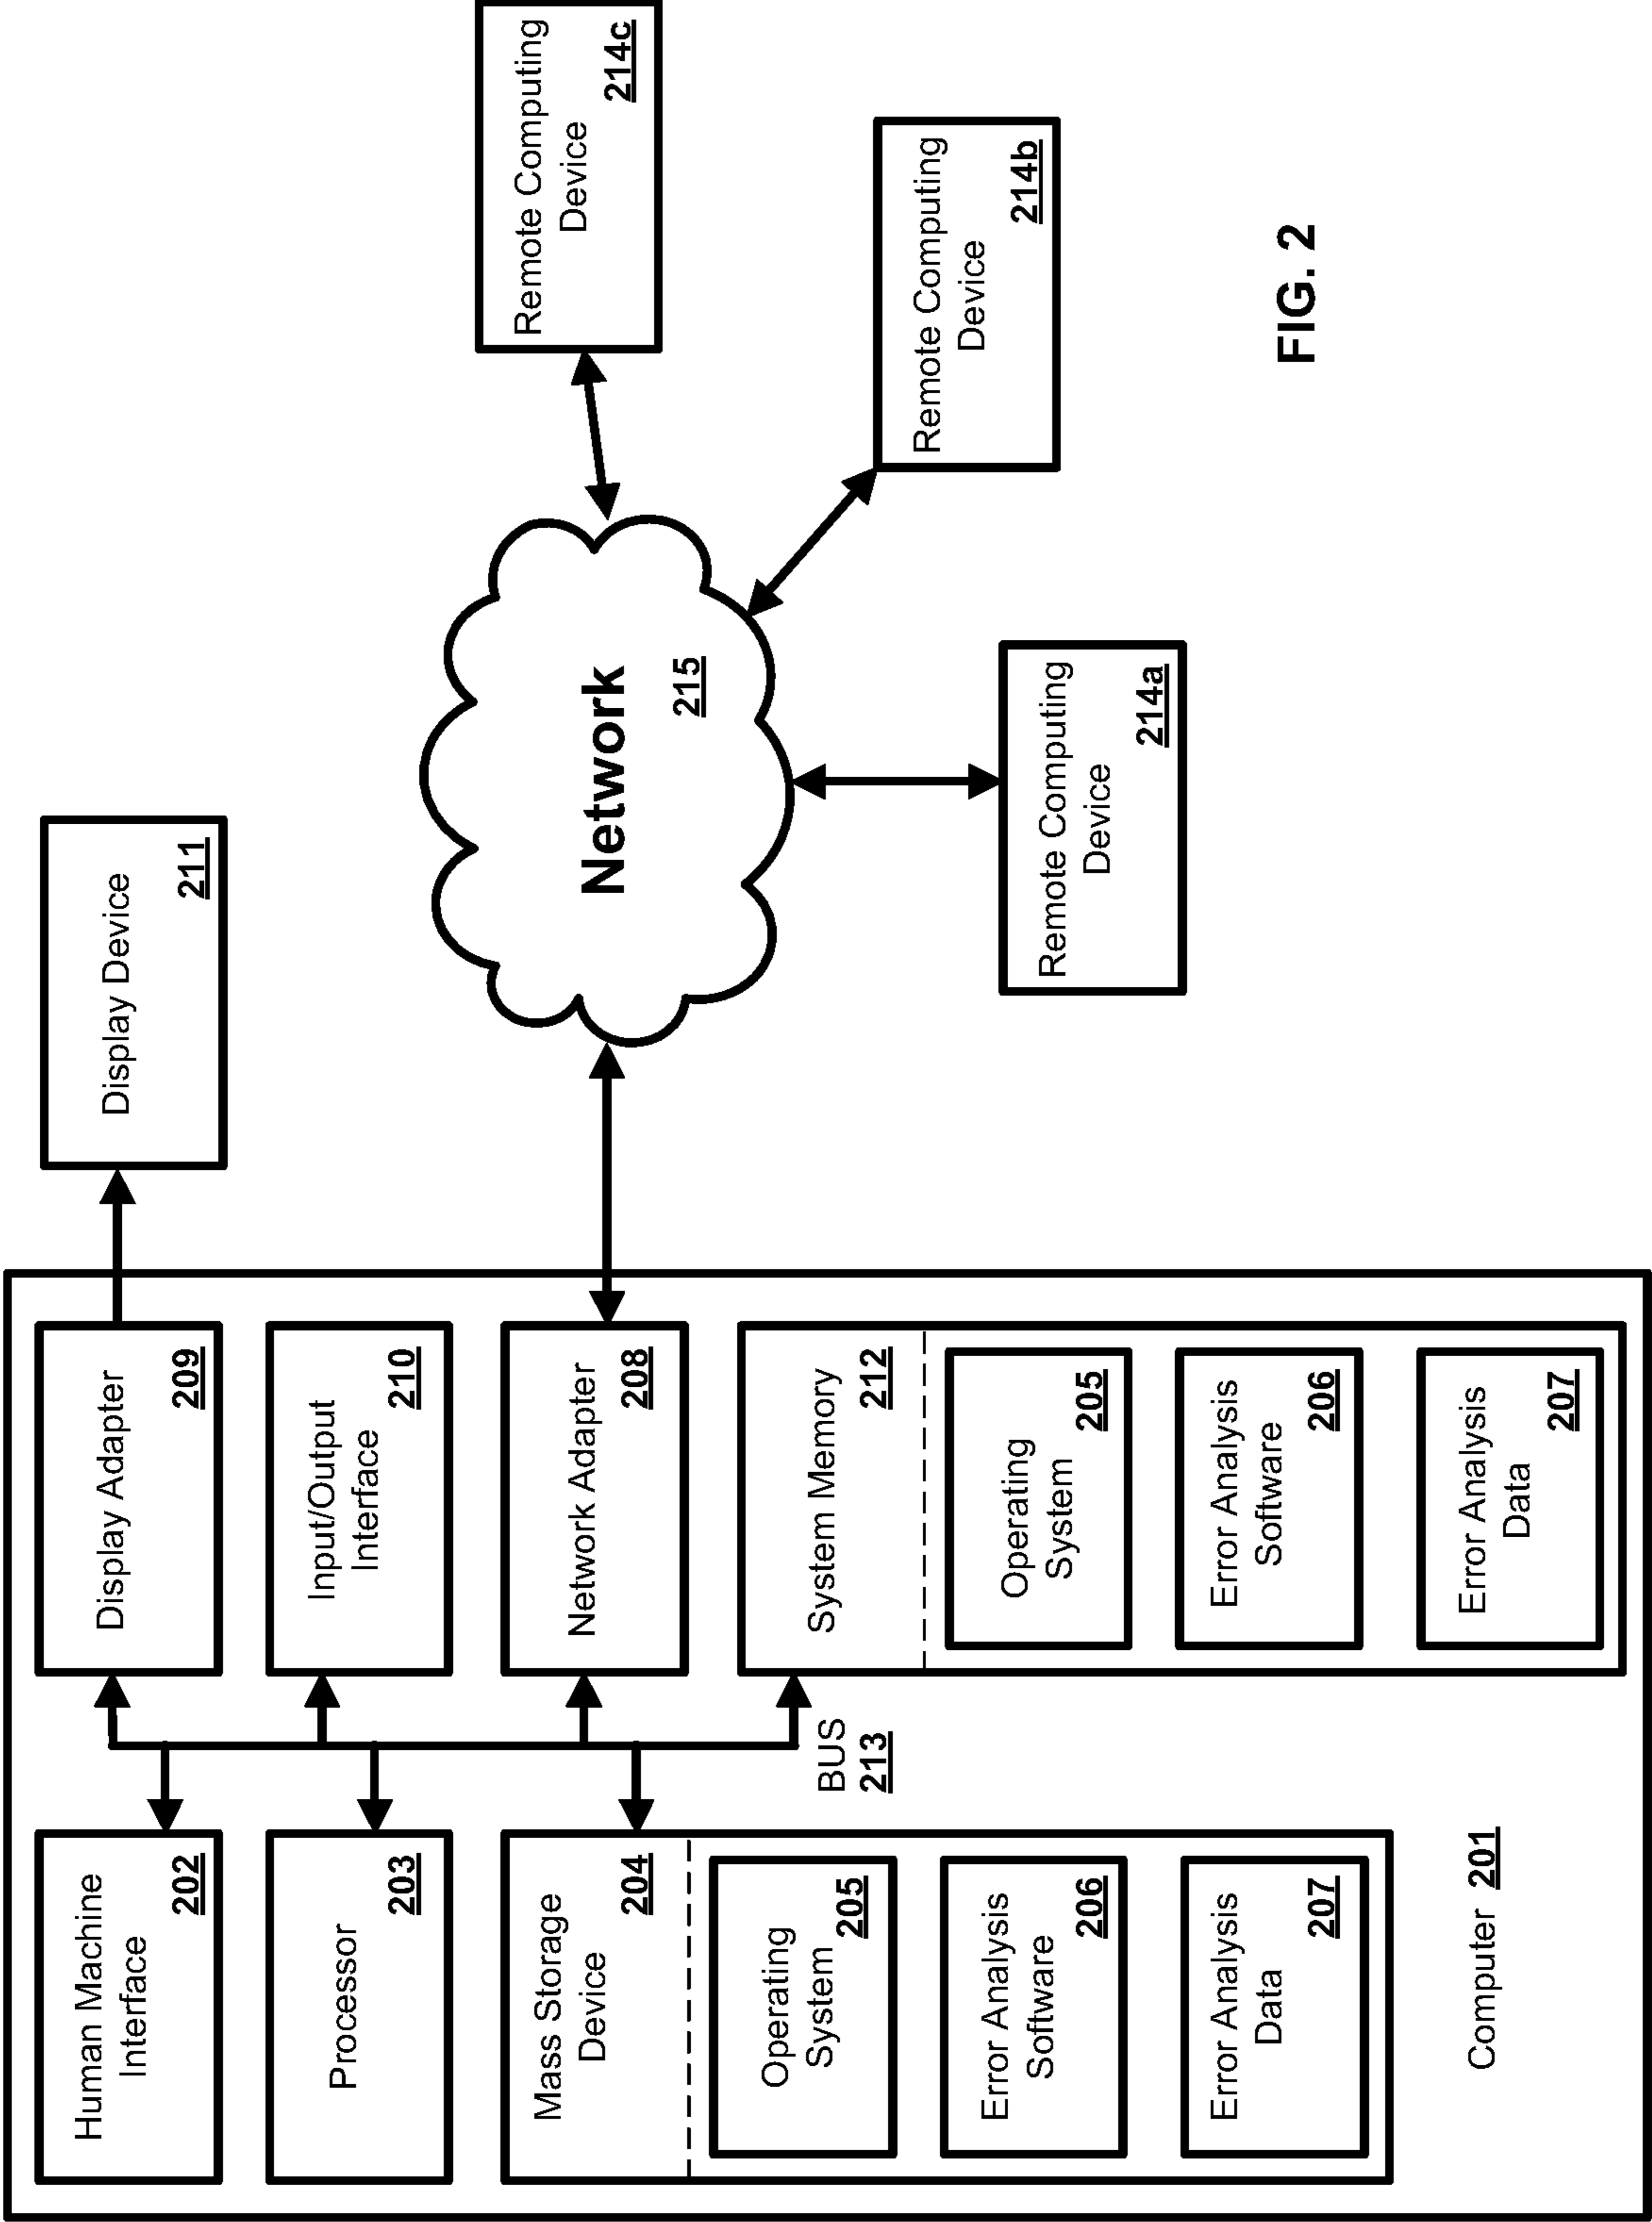 Human Machine
Interface
202
Processor
203
Mass Storage
Device
204
Operating
System
205
Error Analysis
Software
206
Error Analysis
Data
207
Computer 201
BUS
213
Display Adapter
209
Input/Output
Interface
210
Network Adapter
208
System Memory
212
Operating
System
205
Error Analysis
Software
206
Error Analysis
Data
207
Display Device
211
Network
215
Remote Computing
Device
214a
Remote Computing
Device
214b
Remote Computing
Device
214c
FIG. 2